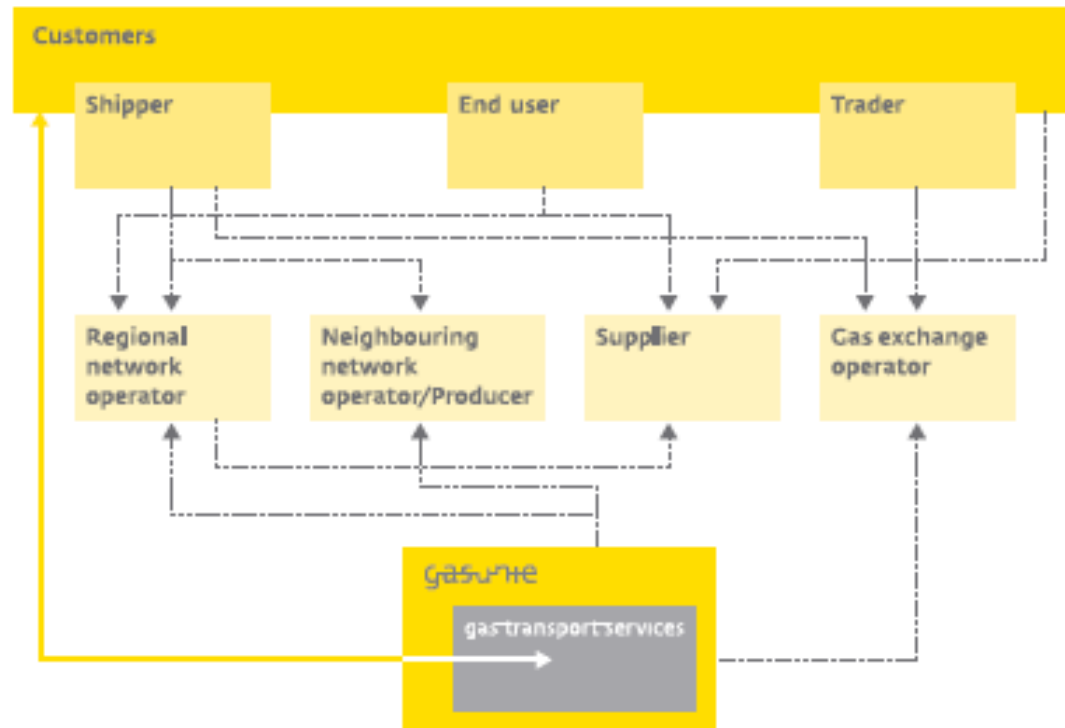 Customers
Shipper
End user
Trader
Regional
network
operator
Neighbouring
network
operator/Producer
Supplier
Gas exchange
operator
gasunie
gas transport services